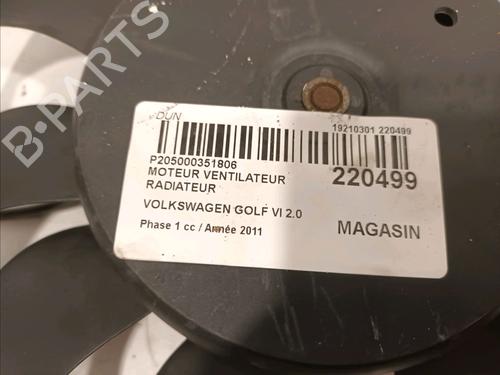 B-PARTS
DUN
19210301 220499
P205000351806
MOTEUR VENTILATEUR
RADIATEUR
220499
VOLKSWAGEN GOLF VI 2.0
Phase 1 cc / Année 2011
MAGASIN